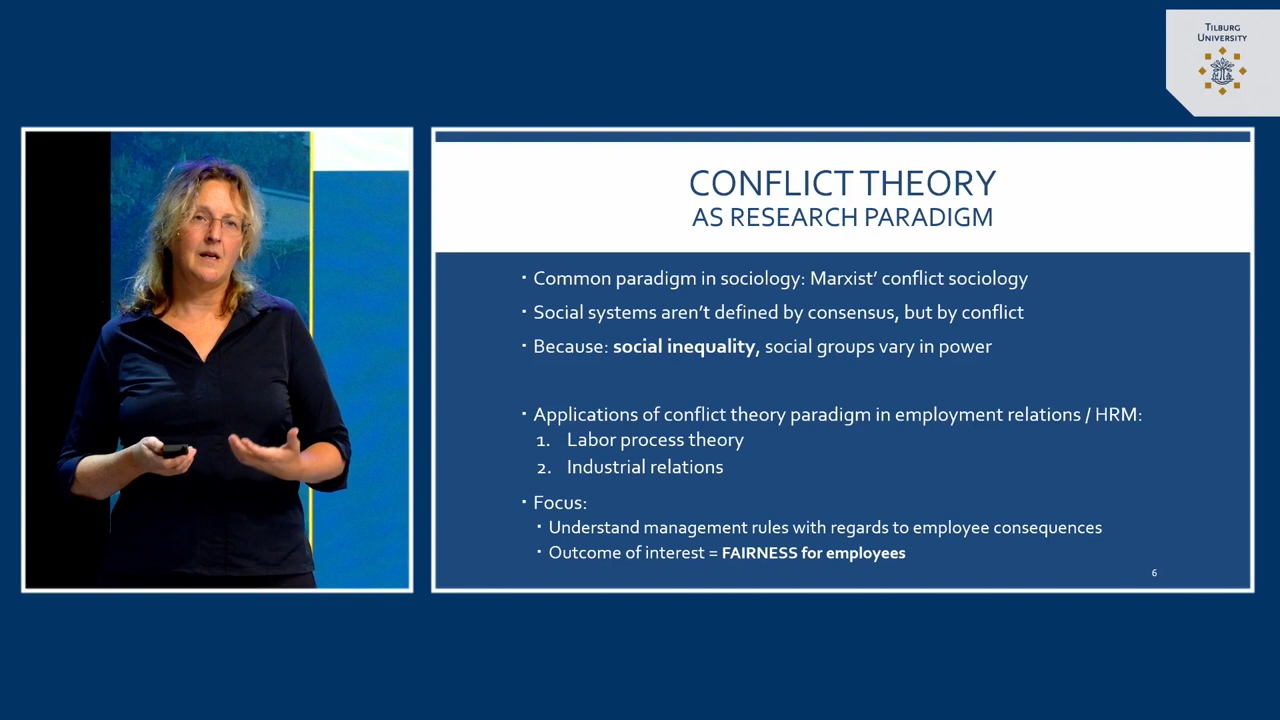 TILBURG
UNIVERSITY
CONFLICT THEORY
AS RESEARCH PARADIGM
Common paradigm in sociology: Marxist’ conflict sociology
Social systems aren’t defined by consensus, but by conflict
Because: social inequality, social groups vary in power
Applications of conflict theory paradigm in employment relations / HRM:
1. Labor process theory
2. Industrial relations
Focus:
Understand management rules with regards to employee consequences
Outcome of interest = FAIRNESS for employees
6